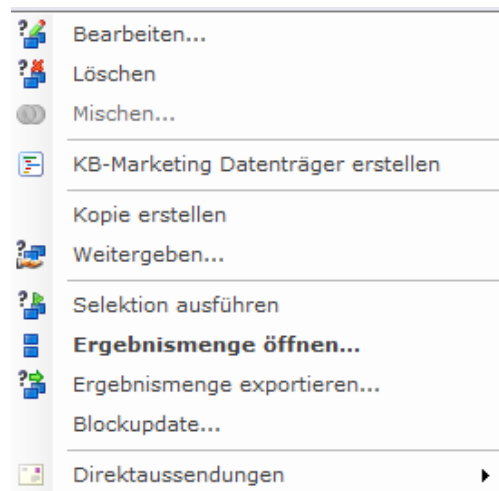 Bearbeiten...
Löschen
Mischen...
KB-Marketing Datenträger erstellen
Kopie erstellen
Weitergeben...
Selektion ausführen
Ergebnismenge öffnen...
Ergebnismenge exportieren...
Blockupdate...
Direktaussendungen